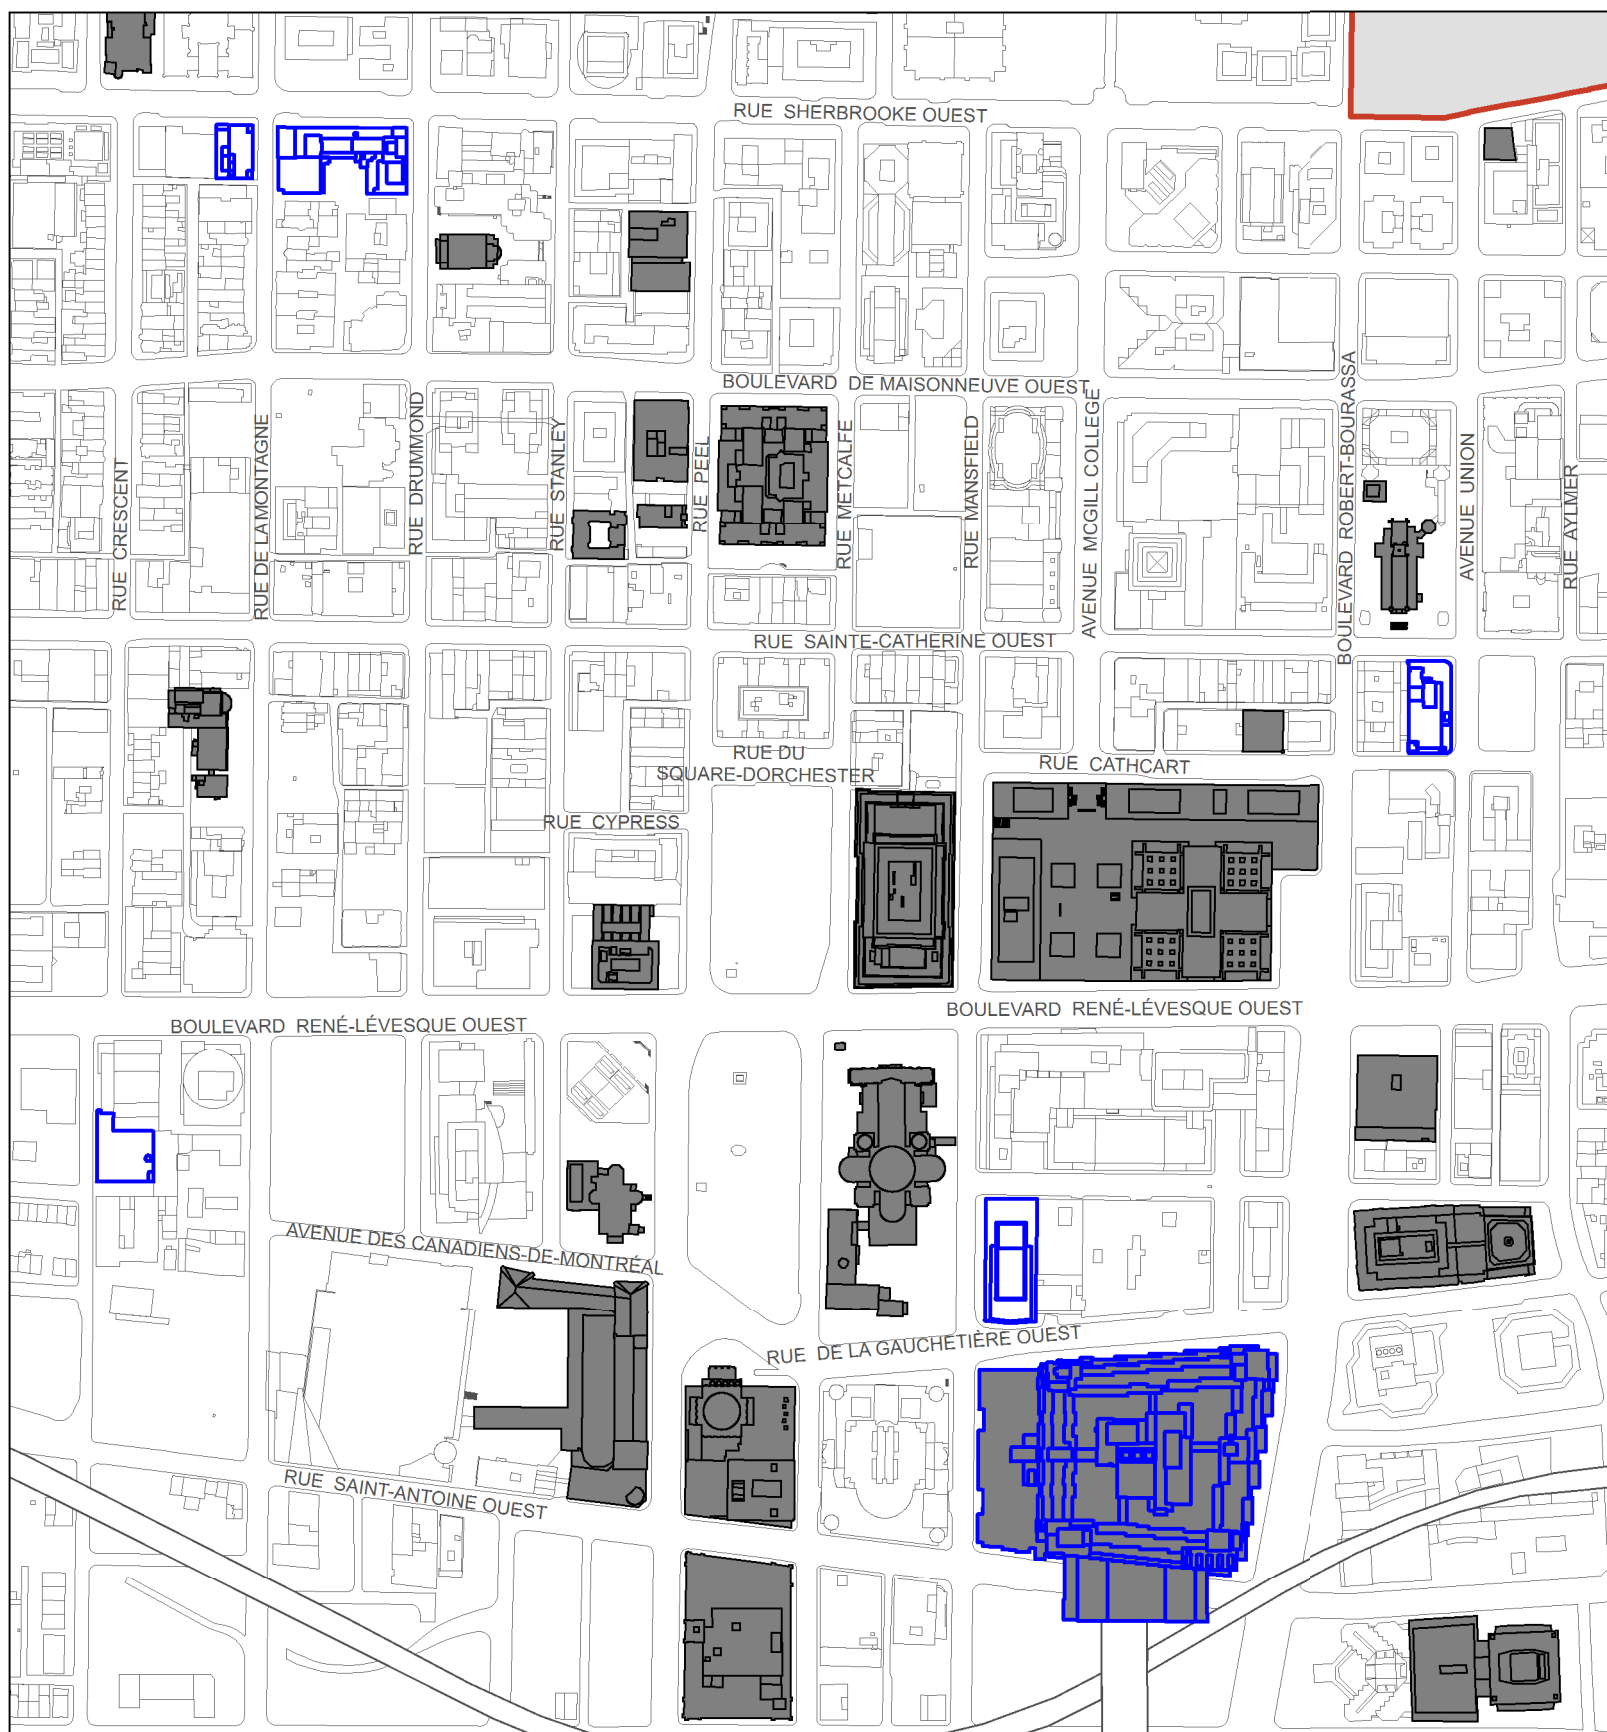 RUE SHERBROOKE OUEST
BOULEVARD DE MAISONNEUVE OUEST
RUE CRESCENT
RUE DE LA MONTAGNE
RUE DRUMMOND
RUE STANLEY
RUE PEEL
RUE METCALFE
RUE MANSFIELD
AVENUE MCGILL COLLEGE
BOULEVARD ROBERT-BOURASSA
AVENUE UNION
RUE AYLMER
RUE SAINTE-CATHERINE OUEST
RUE DU
SQUARE-DORCHESTER
RUE CATHCART
RUE CYPRESS
BOULEVARD RENÉ-LÉVESQUE OUEST
BOULEVARD RENÉ-LÉVESQUE OUEST
AVENUE DES CANADIENS-DE-MONTRÉAL
RUE DE LA GAUCHETIÈRE OUEST
RUE SAINT-ANTOINE OUEST